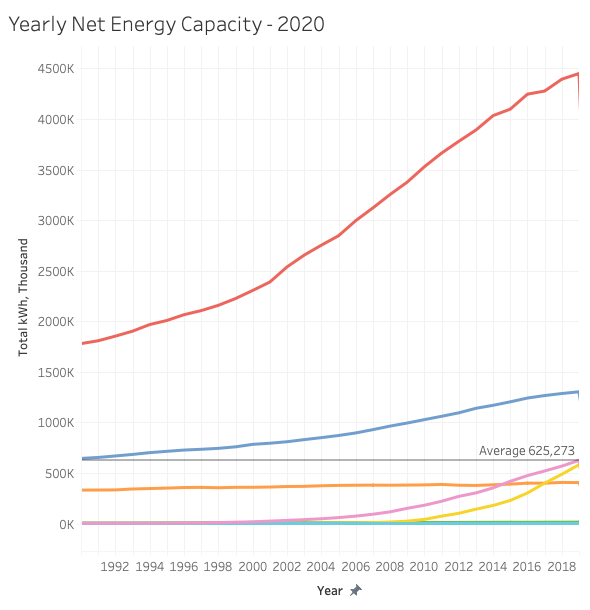 Yearly Net Energy Capacity - 2020
Total kWh, Thousand
4500K
4000K
3500K
3000K
2500K
2000K
1500K
1000K
500K
0K
Average 625,273
1992 1994 1996 1998 2000 2002 2004 2006 2008 2010 2012 2014 2016 2018
Year